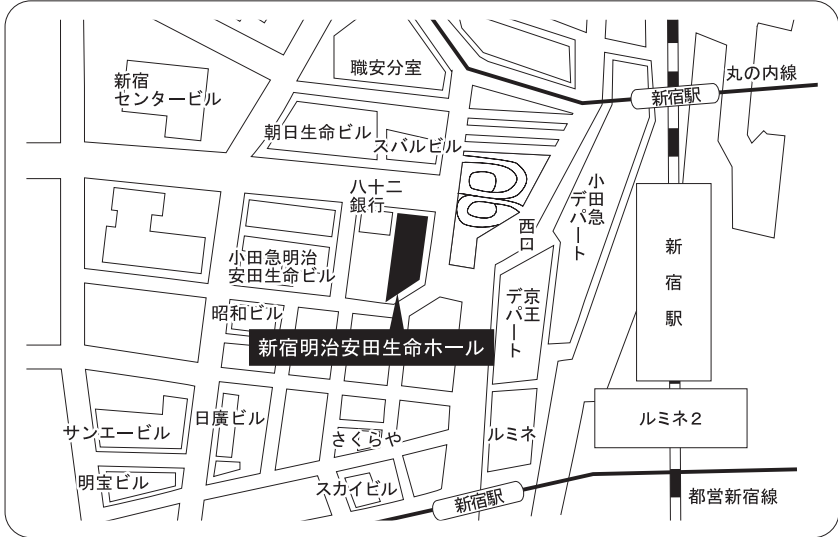 職安分室
丸の内線
新宿
センタービル
新宿駅
朝日生命ビル
スバルビル
八十二
銀行
小田急
デパート
西口
新宿駅
小田急明治
安田生命ビル
京王
デパート
昭和ビル
新宿明治安田生命ホール
サンエービル
日廣ビル
さくらや
ルミネ
ルミネ2
明宝ビル
スカイビル
新宿駅
都営新宿線